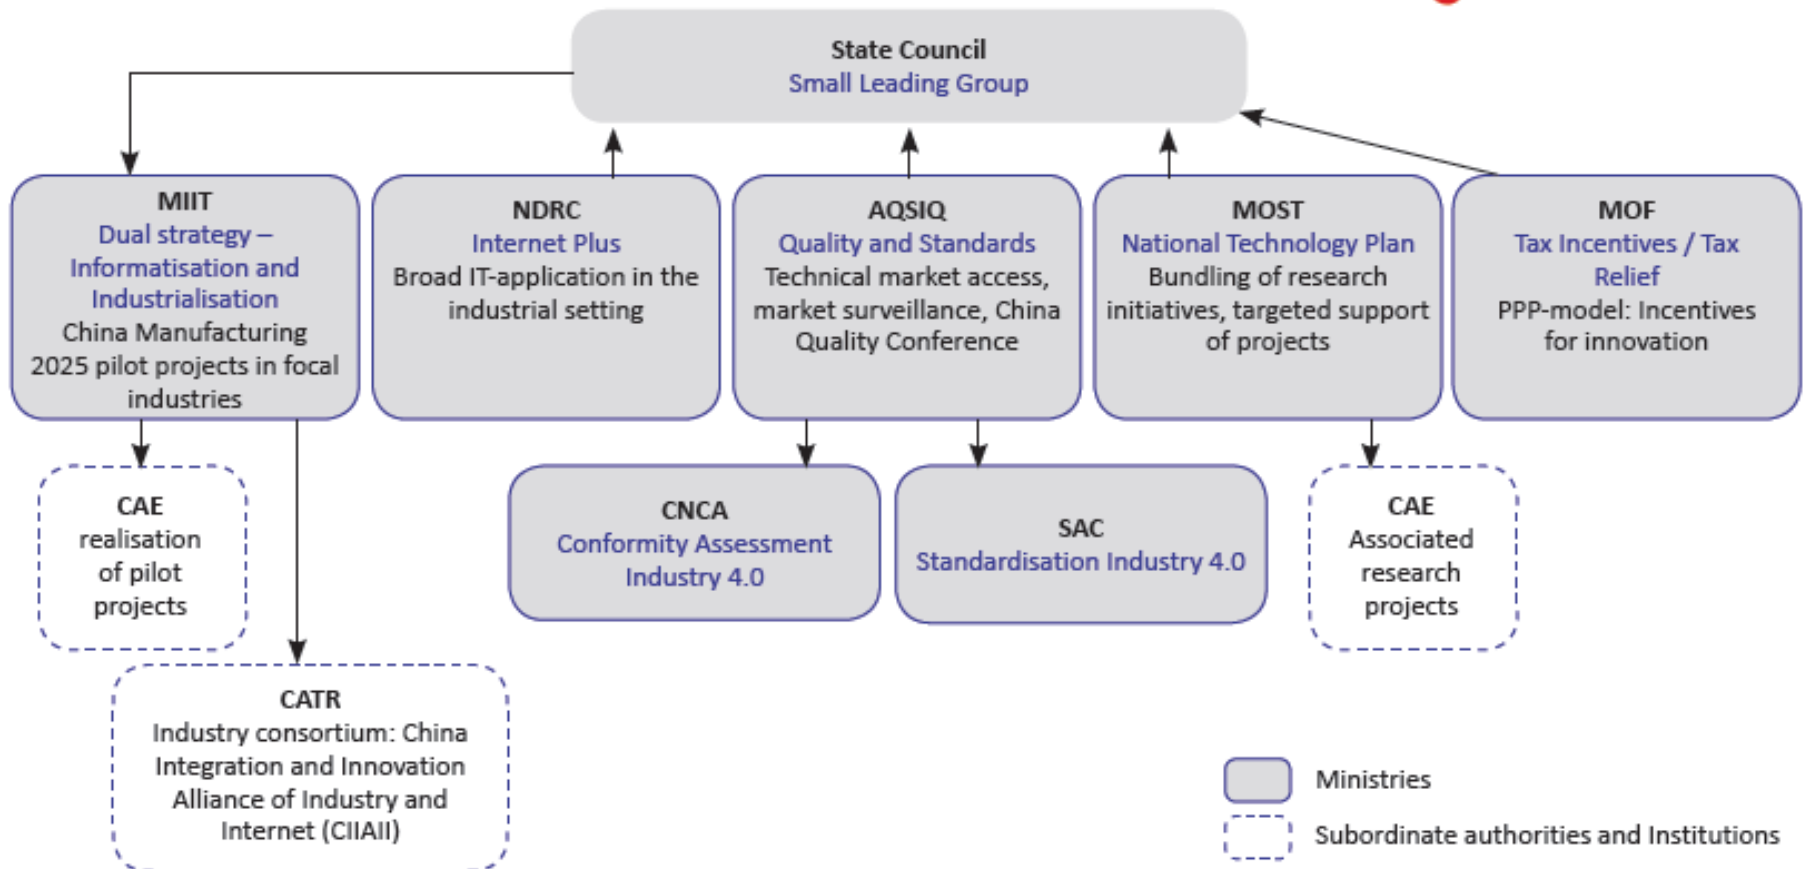 State Council
Small Leading Group
MIIT
Dual strategy –
Informatisation and
Industrialisation
China Manufacturing
2025 pilot projects in focal
industries
NDRC
Internet Plus
Broad IT-application in the
industrial setting
AQSIQ
Quality and Standards
Technical market access,
market surveillance, China
Quality Conference
MOST
National Technology Plan
Bundling of research
initiatives, targeted support
of projects
MOF
Tax Incentives / Tax
Relief
PPP-model: Incentives
for innovation
CAE
realisation
of pilot
projects
CNCA
Conformity Assessment
Industry 4.0
SAC
Standardisation Industry 4.0
CAE
Associated
research
projects
CATR
Industry consortium: China
Integration and Innovation
Alliance of Industry and
Internet (CIIAII)
Ministries
Subordinate authorities and Institutions